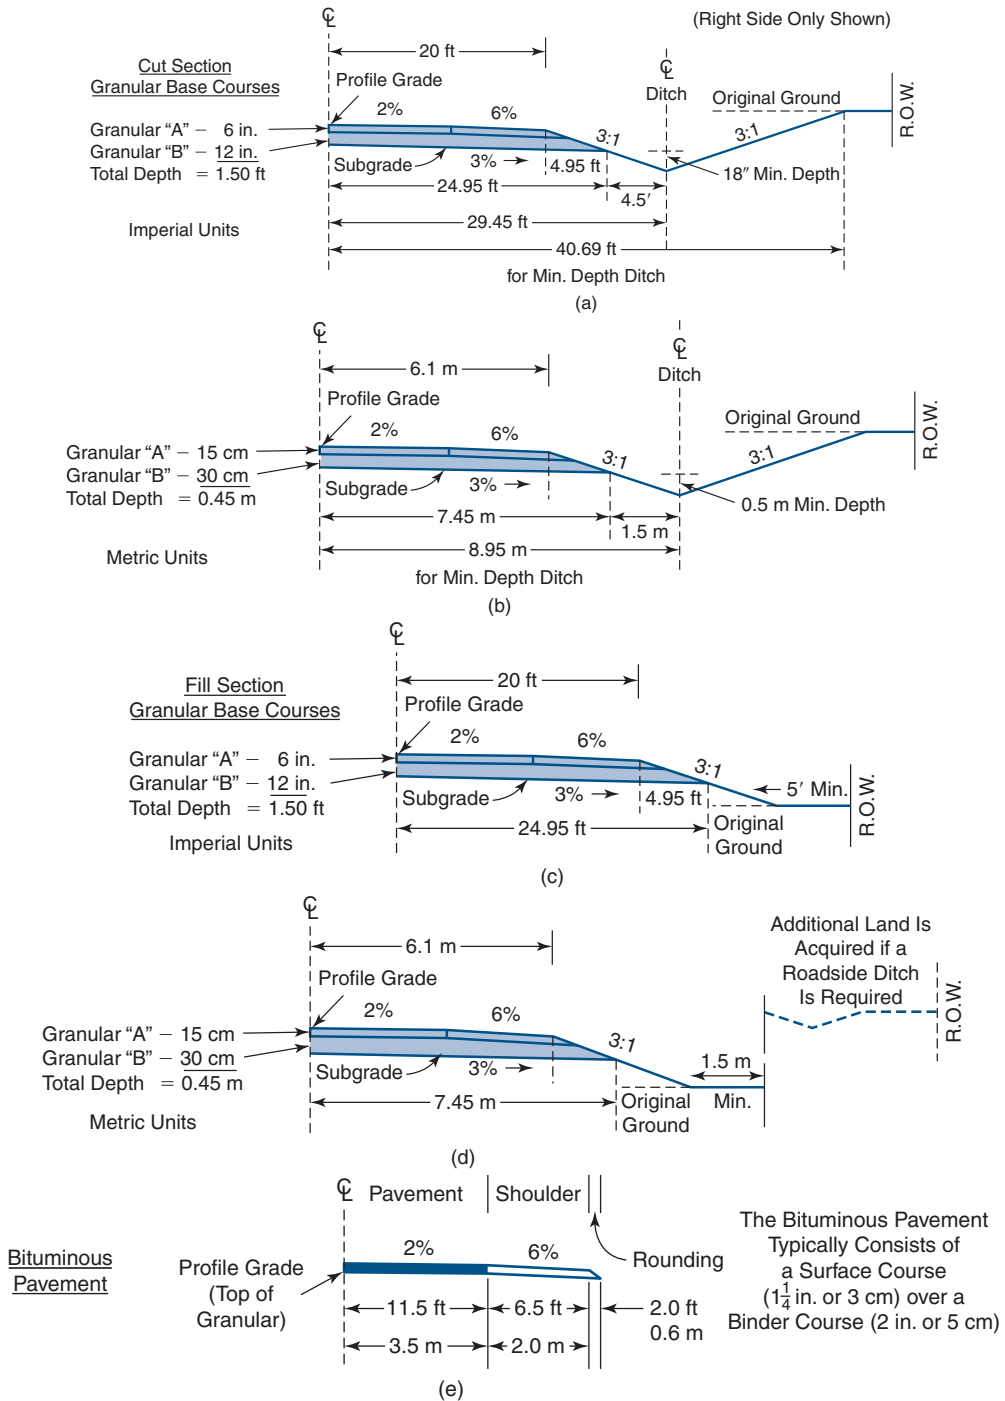 ℄
(Right Side Only Shown)
20 ft
Cut Section
Granular Base Courses
Profile Grade
2%
6%
℄
Ditch
Original Ground
R.O.W.
Granular “A” – 6 in.
Granular “B” – 12 in.
Total Depth = 1.50 ft
Subgrade
3%
4.95 ft
3:1
3:1
18″ Min. Depth
24.95 ft
4.5′
29.45 ft
Imperial Units
40.69 ft
for Min. Depth Ditch
(a)
℄
℄
Ditch
6.1 m
Profile Grade
2%
6%
Original Ground
R.O.W.
Granular “A” – 15 cm
Granular “B” – 30 cm
Total Depth = 0.45 m
Subgrade
3%
3:1
3:1
0.5 m Min. Depth
7.45 m
1.5 m
Metric Units
8.95 m
for Min. Depth Ditch
(b)
℄
20 ft
Fill Section
Granular Base Courses
Profile Grade
2%
6%
Granular “A” – 6 in.
Granular “B” – 12 in.
Total Depth = 1.50 ft
Subgrade
3%
4.95 ft
3:1
5′ Min.
R.O.W.
24.95 ft
Original
Ground
Imperial Units
(c)
℄
6.1 m
Additional Land Is
Acquired if a
Roadside Ditch
Is Required
R.O.W.
Profile Grade
2%
6%
Granular “A” – 15 cm
Granular “B” – 30 cm
Total Depth = 0.45 m
Subgrade
3%
3:1
1.5 m
Min.
7.45 m
Original
Ground
Metric Units
(d)
℄
Pavement
Shoulder
Bituminous
Pavement
Profile Grade
(Top of
Granular)
2%
6%
Rounding
11.5 ft
6.5 ft
2.0 ft
0.6 m
3.5 m
2.0 m
The Bituminous Pavement
Typically Consists of
a Surface Course
(1¼ in. or 3 cm) over a
Binder Course (2 in. or 5 cm)
(e)